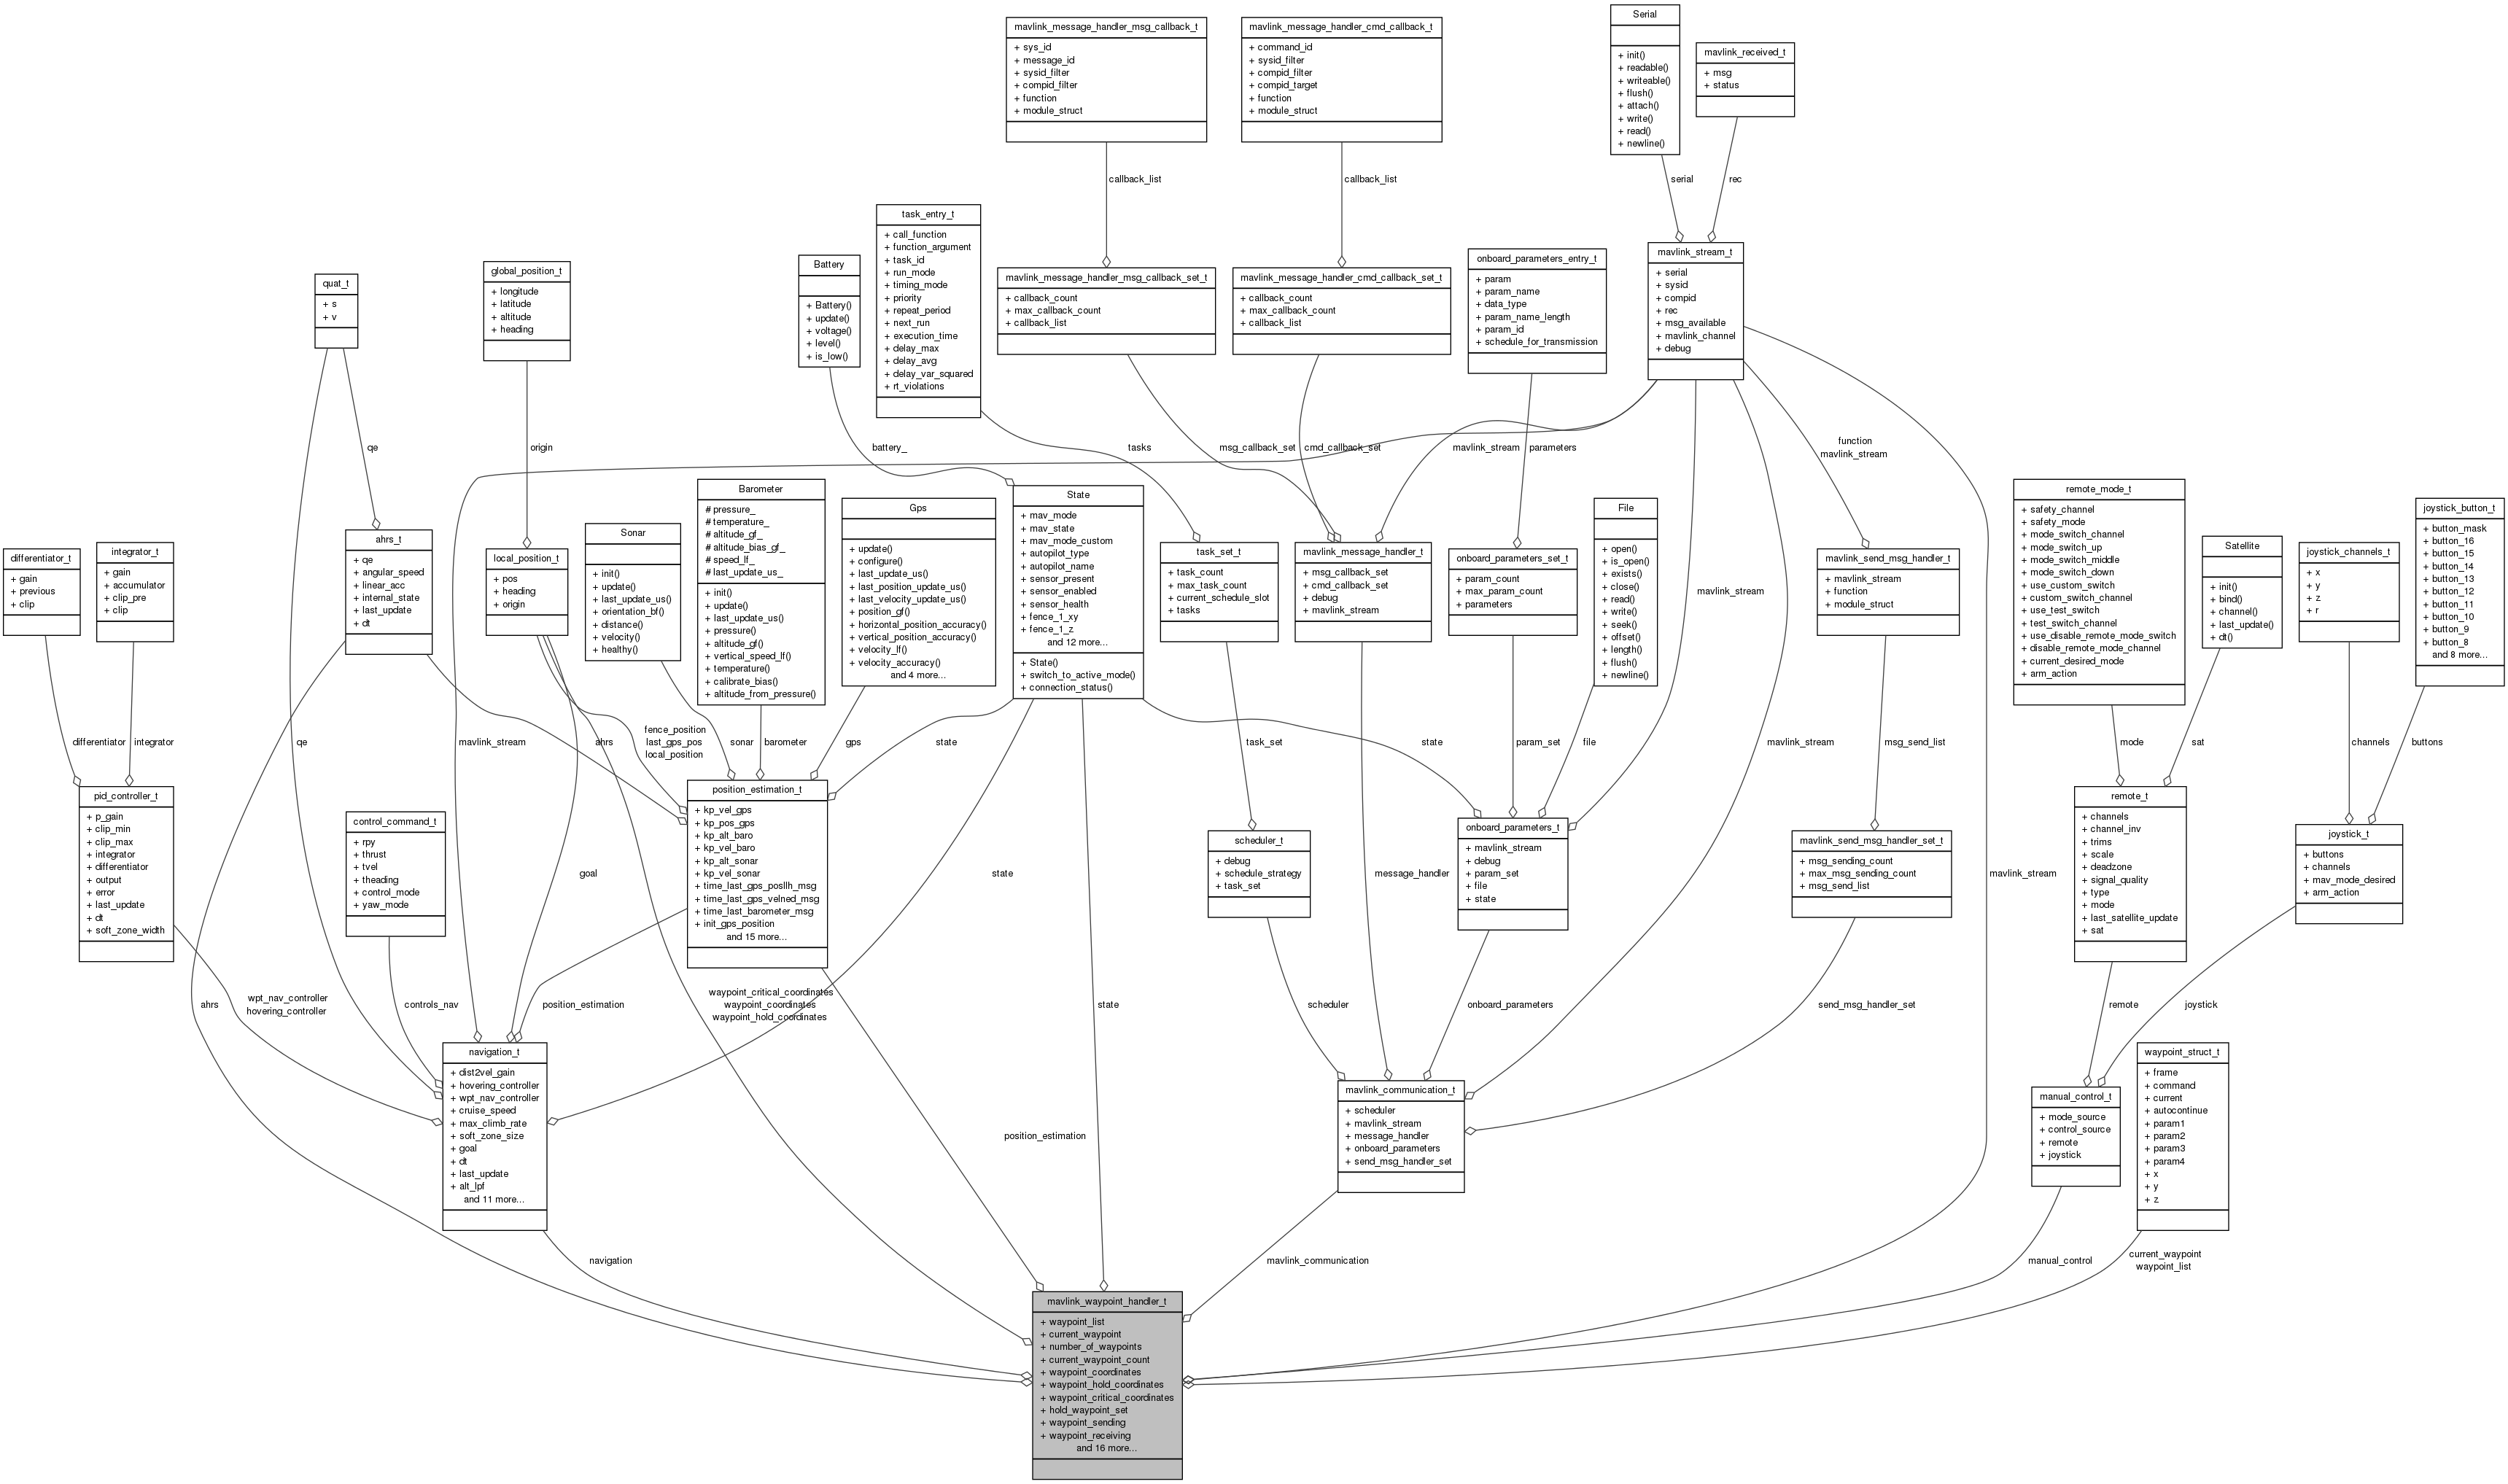 Serial
+ init()
+ readable()
+ writeable()
+ flush()
+ attach()
+ write()
+ read()
+ newline()
mavlink_message_handler_msg_callback_t
+ sys_id
+ message_id
+ sysid_filter
+ compid_filter
+ function
+ module_struct
mavlink_message_handler_cmd_callback_t
+ command_id
+ sysid_filter
+ compid_filter
+ compid_target
+ function
+ module_struct
mavlink_received_t
+ msg
+ status
callback_list
callback_list
serial
rec
task_entry_t
+ call_function
+ function_argument
+ task_id
+ run_mode
+ timing_mode
+ priority
+ repeat_period
+ next_run
+ execution_time
+ delay_max
+ delay_avg
+ delay_var_squared
+ rt_violations
Battery
+ Battery()
+ update()
+ voltage()
+ level()
+ is_low()
quat_t
+ s
+ v
global_position_t
+ longitude
+ latitude
+ altitude
+ heading
mavlink_message_handler_msg_callback_set_t
+ callback_count
+ max_callback_count
+ callback_list
mavlink_message_handler_cmd_callback_set_t
+ callback_count
+ max_callback_count
+ callback_list
onboard_parameters_entry_t
+ param
+ param_name
+ data_type
+ param_name_length
+ param_id
+ schedule_for_transmission
mavlink_stream_t
+ serial
+ sysid
+ compid
+ rec
+ msg_available
+ mavlink_channel
+ debug
qe
origin
battery_
tasks
msg_callback_set
cmd_callback_set
mavlink_stream
parameters
function
mavlink_stream
differentiator_t
+ gain
+ previous
+ clip
integrator_t
+ gain
+ accumulator
+ clip_pre
+ clip
ahrs_t
+ qe
+ angular_speed
+ linear_acc
+ internal_state
+ last_update
+ dt
local_position_t
+ pos
+ heading
+ origin
Sonar
+ init()
+ update()
+ last_update_us()
+ orientation_bf()
+ distance()
+ velocity()
+ healthy()
Barometer
# pressure_
# temperature_
# altitude_gf_
# altitude_bias_gf_
# speed_lf_
# last_update_us_
+ init()
+ update()
+ last_update_us()
+ pressure()
+ altitude_gf()
+ vertical_speed_lf()
+ temperature()
+ calibrate_bias()
+ altitude_from_pressure()
Gps
+ update()
+ configure()
+ last_update_us()
+ last_position_update_us()
+ last_velocity_update_us()
+ position_gf()
+ horizontal_position_accuracy()
+ vertical_position_accuracy()
+ velocity_lf()
+ velocity_accuracy()
and 4 more...
State
+ mav_mode
+ mav_state
+ mav_mode_custom
+ autopilot_type
+ autopilot_name
+ sensor_present
+ sensor_enabled
+ sensor_health
+ fence_1_xy
+ fence_1_z
and 12 more...
+ State()
+ switch_to_active_mode()
+ connection_status()
task_set_t
+ task_count
+ max_task_count
+ current_schedule_slot
+ tasks
mavlink_message_handler_t
+ msg_callback_set
+ cmd_callback_set
+ debug
+ mavlink_stream
onboard_parameters_set_t
+ param_count
+ max_param_count
+ parameters
File
+ open()
+ is_open()
+ exists()
+ close()
+ read()
+ write()
+ seek()
+ offset()
+ length()
+ flush()
+ newline()
mavlink_stream
mavlink_send_msg_handler_t
+ mavlink_stream
+ function
+ module_struct
remote_mode_t
+ safety_channel
+ safety_mode
+ mode_switch_channel
+ mode_switch_up
+ mode_switch_middle
+ mode_switch_down
+ use_custom_switch
+ custom_switch_channel
+ use_test_switch
+ test_switch_channel
+ use_disable_remote_mode_switch
+ disable_remote_mode_channel
+ current_desired_mode
+ arm_action
Satellite
+ init()
+ bind()
+ channel()
+ last_update()
+ dt()
joystick_channels_t
+ x
+ y
+ z
+ r
joystick_button_t
+ button_mask
+ button_16
+ button_15
+ button_14
+ button_13
+ button_12
+ button_11
+ button_10
+ button_9
+ button_8
and 8 more...
differentiator
integrator
qe
mavlink_stream
ahrs
fence_position
last_gps_pos
local_position
sonar
barometer
gps
state
task_set
state
param_set
file
mavlink_stream
msg_send_list
mode
sat
channels
buttons
pid_controller_t
+ p_gain
+ clip_min
+ clip_max
+ integrator
+ differentiator
+ output
+ error
+ last_update
+ dt
+ soft_zone_width
control_command_t
+ rpy
+ thrust
+ tvel
+ theading
+ control_mode
+ yaw_mode
goal
position_estimation_t
+ kp_vel_gps
+ kp_pos_gps
+ kp_alt_baro
+ kp_vel_baro
+ kp_alt_sonar
+ kp_vel_sonar
+ time_last_gps_posllh_msg
+ time_last_gps_velned_msg
+ time_last_barometer_msg
+ init_gps_position
and 15 more...
state
scheduler_t
+ debug
+ schedule_strategy
+ task_set
message_handler
onboard_parameters_t
+ mavlink_stream
+ debug
+ param_set
+ file
+ state
mavlink_send_msg_handler_set_t
+ msg_sending_count
+ max_msg_sending_count
+ msg_send_list
mavlink_stream
remote_t
+ channels
+ channel_inv
+ trims
+ scale
+ deadzone
+ signal_quality
+ type
+ mode
+ last_satellite_update
+ sat
joystick_t
+ buttons
+ channels
+ mav_mode_desired
+ arm_action
ahrs
wpt_nav_controller
hovering_controller
controls_nav
position_estimation
waypoint_critical_coordinates
waypoint_coordinates
waypoint_hold_coordinates
state
scheduler
onboard_parameters
send_msg_handler_set
remote
joystick
navigation_t
+ dist2vel_gain
+ hovering_controller
+ wpt_nav_controller
+ cruise_speed
+ max_climb_rate
+ soft_zone_size
+ goal
+ dt
+ last_update
+ alt_lpf
and 11 more...
position_estimation
mavlink_communication_t
+ scheduler
+ mavlink_stream
+ message_handler
+ onboard_parameters
+ send_msg_handler_set
manual_control_t
+ mode_source
+ control_source
+ remote
+ joystick
waypoint_struct_t
+ frame
+ command
+ current
+ autocontinue
+ param1
+ param2
+ param3
+ param4
+ x
+ y
+ z
navigation
mavlink_communication
manual_control
current_waypoint
waypoint_list
mavlink_waypoint_handler_t
+ waypoint_list
+ current_waypoint
+ number_of_waypoints
+ current_waypoint_count
+ waypoint_coordinates
+ waypoint_hold_coordinates
+ waypoint_critical_coordinates
+ hold_waypoint_set
+ waypoint_sending
+ waypoint_receiving
and 16 more...